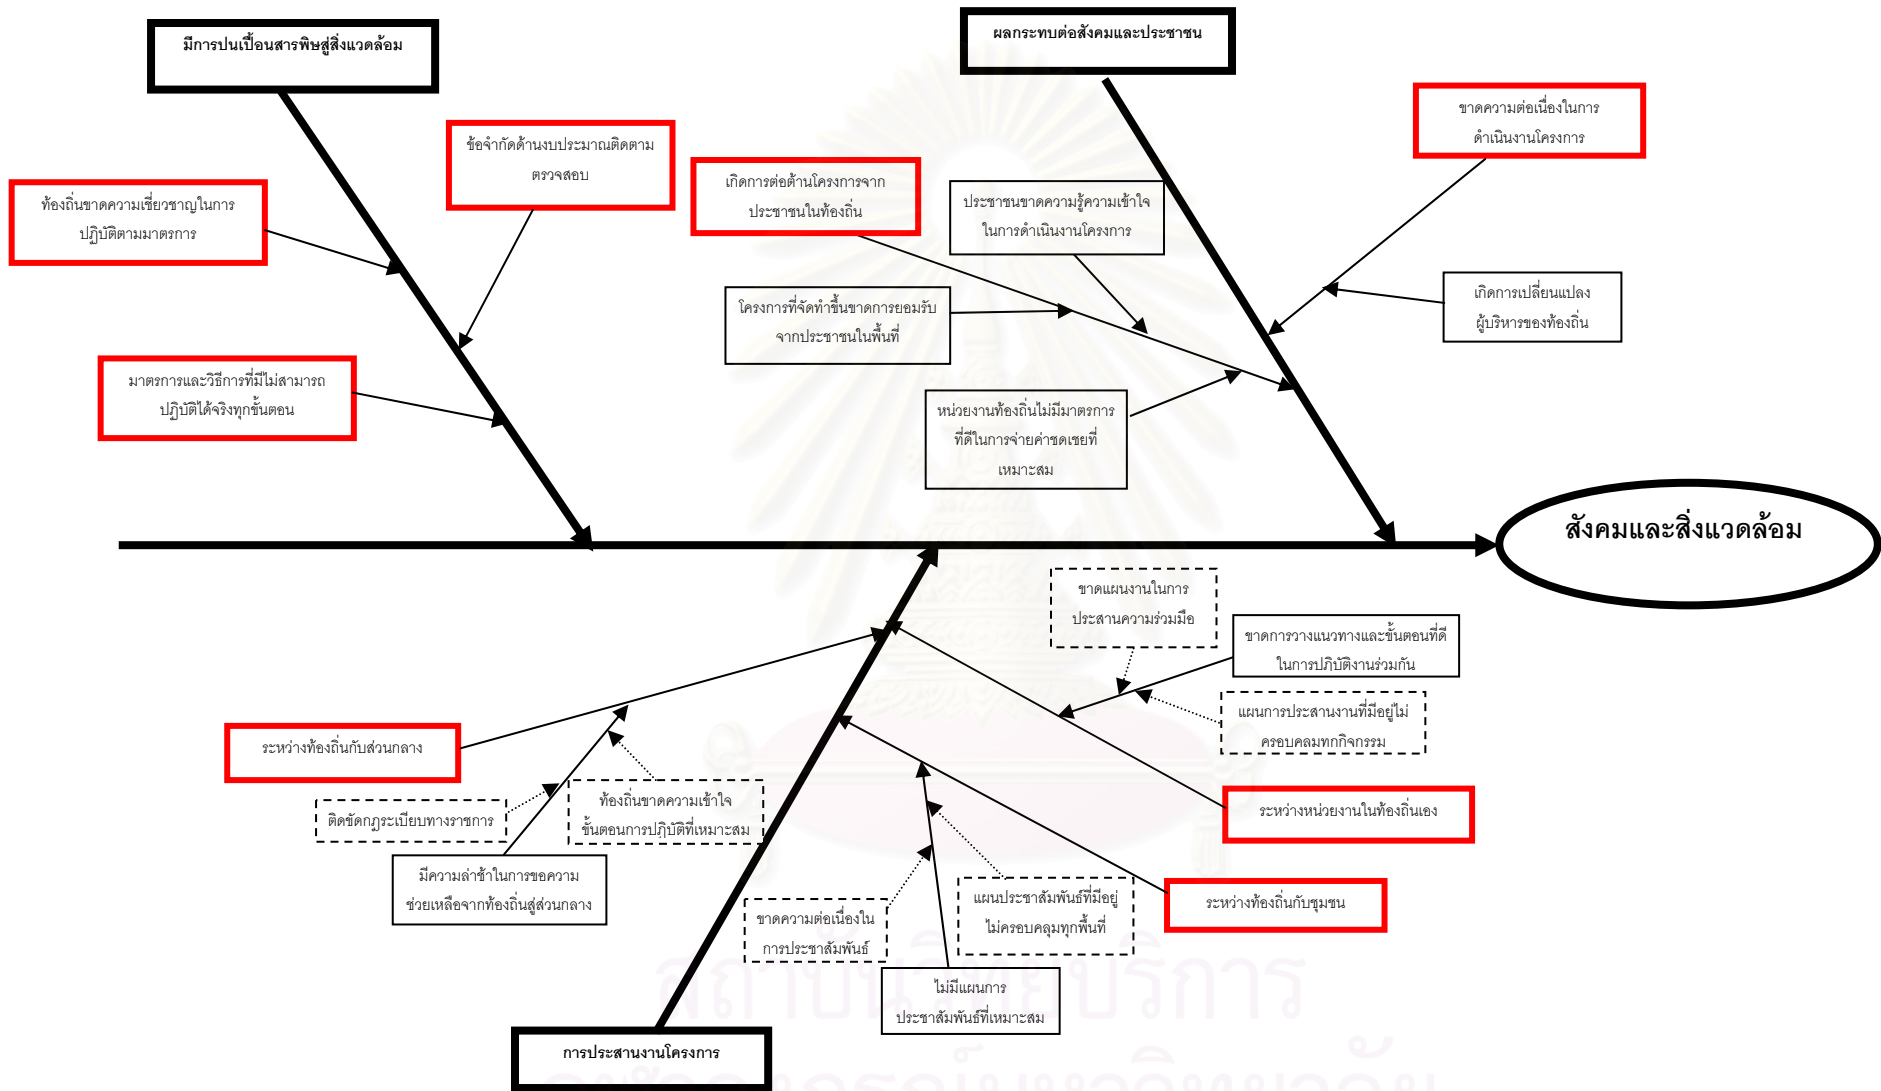 มีการปนเปื้อนสารพิษสู่สิ่งแวดล้อม
ผลกระทบต่อสังคมและประชาชน
ขาดความต่อเนื่องในการ
ดำเนินงานโครงการ
ข้อจำกัดด้านงบประมาณติดตาม
ตรวจสอบ
เกิดการต่อต้านโครงการจาก
ประชาชนในท้องถิ่น
ประชาชนขาดความรู้ความเข้าใจ
ในการดำเนินงานโครงการ
ท้องถิ่นขาดความเชี่ยวชาญในการ
ปฏิบัติตามมาตรการ
โครงการที่จัดทำขึ้นขาดการยอมรับ
จากประชาชนในพื้นที่
เกิดการเปลี่ยนแปลง
ผู้บริหารของท้องถิ่น
มาตรการและวิธีการที่มีไม่สามารถ
ปฏิบัติได้จริงทุกขั้นตอน
หน่วยงานท้องถิ่นไม่มีมาตรการ
ที่ดีในการจ่ายค่าชดเชยที่
เหมาะสม
สังคมและสิ่งแวดล้อม
ขาดแผนงานในการ
ประสานความร่วมมือ
ขาดการวางแนวทางและขั้นตอนที่ดี
ในการปฏิบัติงานร่วมกัน
แผนการประสานงานที่มีอยู่ไม่
ครอบคลมทกกิจกรรม
ระหว่างท้องถิ่นกับส่วนกลาง
ติดขัดกฎระเบียบทางราชการ
ท้องถิ่นขาดความเข้าใจ
ขั้นตอนการปฏิบัติที่เหมาะสม
ระหว่างหน่วยงานในท้องถิ่นเอง
มีความล่าช้าในการขอความ
ช่วยเหลือจากท้องถิ่นสู่ส่วนกลาง
ขาดความต่อเนื่องใน
การประชาสัมพันธ์
แผนประชาสัมพันธ์ที่มีอยู่
ไม่ครอบคลุมทุกพื้นที่
ระหว่างท้องถิ่นกับชุมชน
ไม่มีแผนการ
ประชาสัมพันธ์ที่เหมาะสม
การประสานงานโครงการ
สถาบันวิทยบริการ
จุฬาลงกรณ์มหาวิทยาลัย